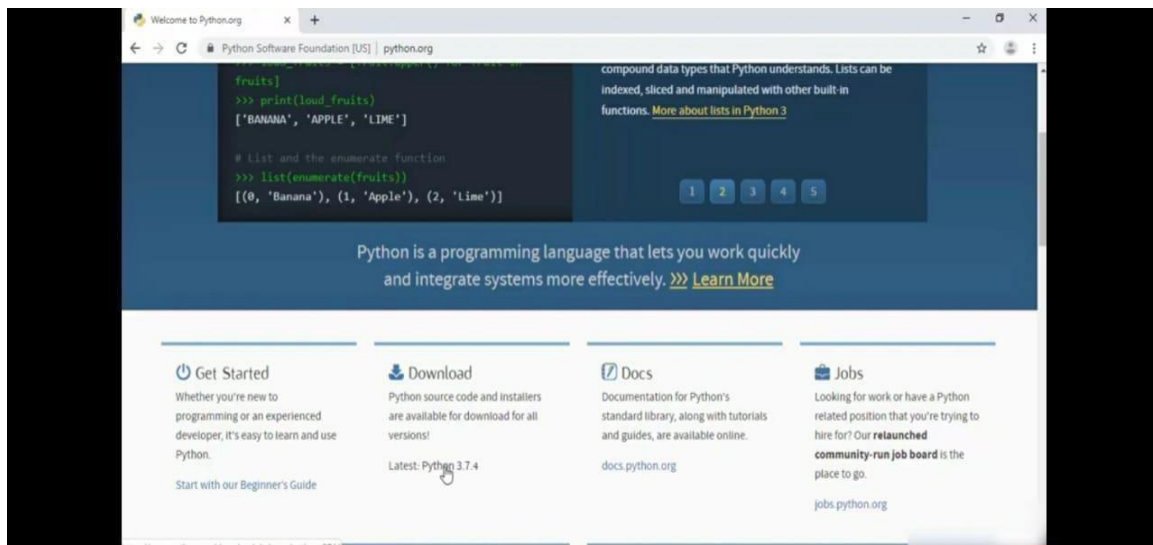 Welcome to Python.org
Python Software Foundation [US] | python.org
fruits]
>>> print(loud_fruits)
['BANANA', 'APPLE', 'LIME']
# List and the enumerate function
>>> list(enumerate(fruits))
[(0, 'Banana'), (1, 'Apple'), (2, 'Lime')]
compound data types that Python understands. Lists can be
indexed, sliced and manipulated with other built-in
functions. More about lists in Python 3
1 2 3 4 5
Python is a programming language that lets you work quickly
and integrate systems more effectively. >>> Learn More
Get Started
Whether you're new to
programming or an experienced
developer, it's easy to learn and use
Python.
Start with our Beginner's Guide
Download
Python source code and installers
are available for download for all
versions!
Latest: Python 3.7.4
Docs
Documentation for Python's
standard library, along with tutorials
and guides, are available online.
docs.python.org
Jobs
Looking for work or have a Python
related position that you're trying to
hire for? Our relaunched
community-run job board is the
place to go.
jobs.python.org